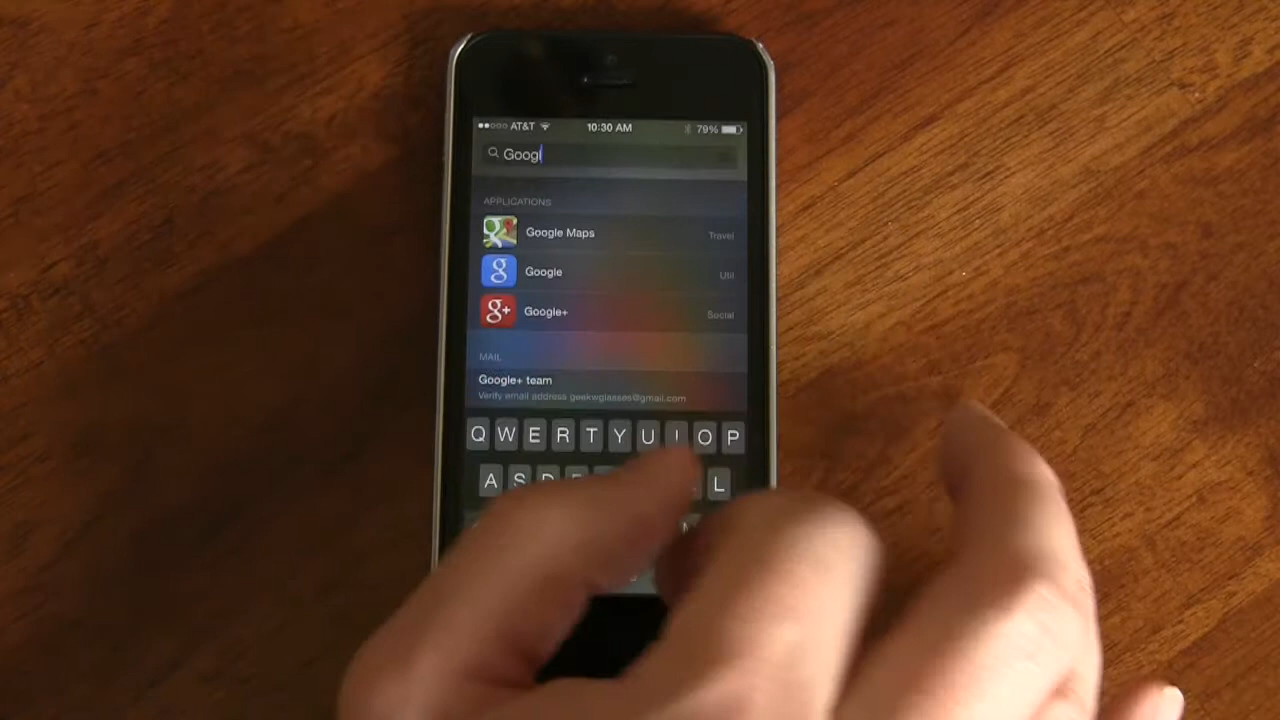 AT&T 10:30 AM 79%
Googl
APPLICATIONS
Google Maps Travel
Google Util
Google+ Social
MAIL
Google+ team
Verify email address geekwglasses@gmail.com
Q W E R T Y U I O P
A S D F L